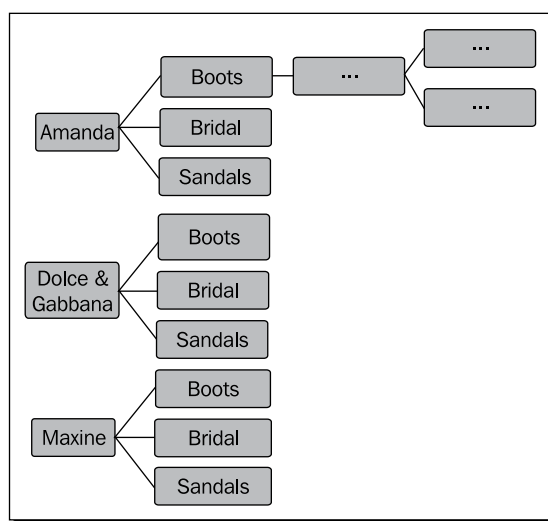 ...
Boots
...
...
Amanda
Bridal
Sandals
Boots
Dolce &
Gabbana
Bridal
Sandals
Boots
Maxine
Bridal
Sandals